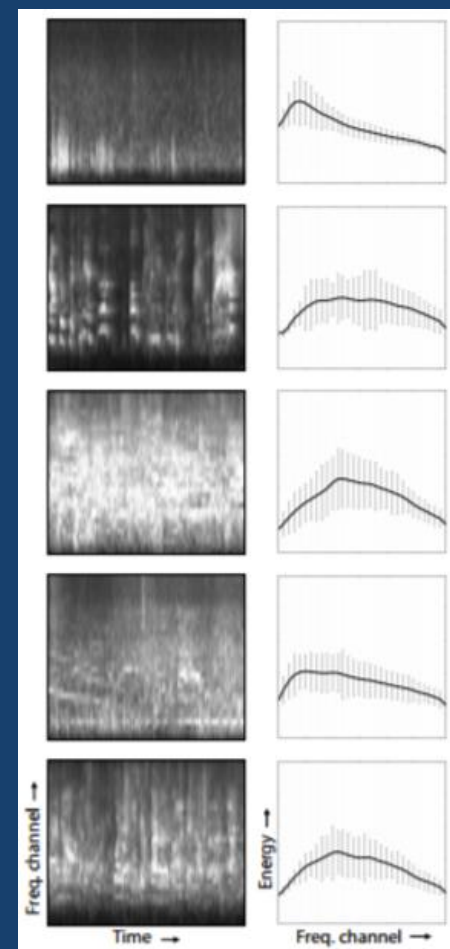 Freq. channel →
Time →
Energy →
Freq. channel →